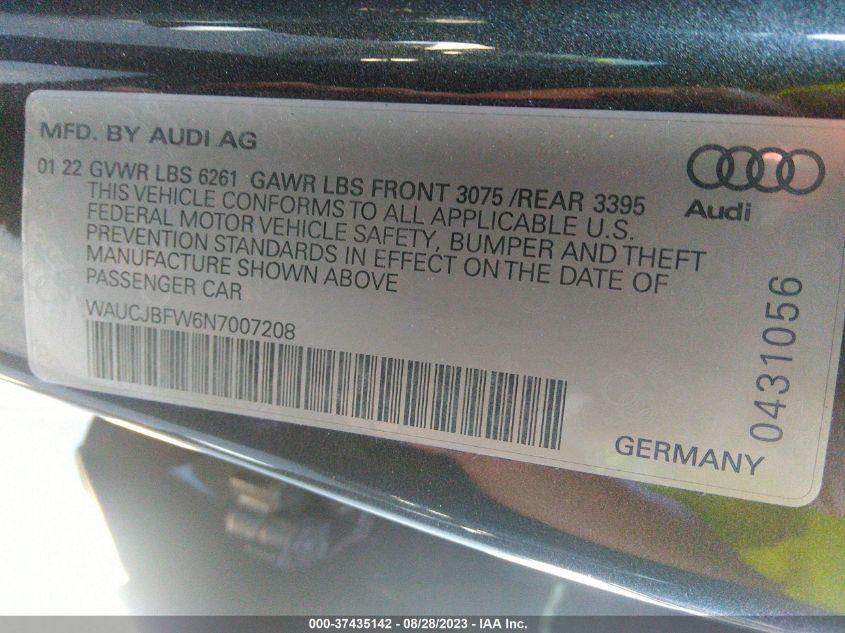 MFD. BY AUDI AG
01 22 GVWR LBS 6261 GAWR LBS FRONT 3075 /REAR 3395
THIS VEHICLE CONFORMS TO ALL APPLICABLE U.S.
FEDERAL MOTOR VEHICLE SAFETY, BUMPER AND THEFT
PREVENTION STANDARDS IN EFFECT ON THE DATE OF
MANUFACTURE SHOWN ABOVE
PASSENGER CAR
WAUCJBFW6N7007208
Audi
0431056
GERMANY
000-37435142 - 08/28/2023 - IAA Inc.